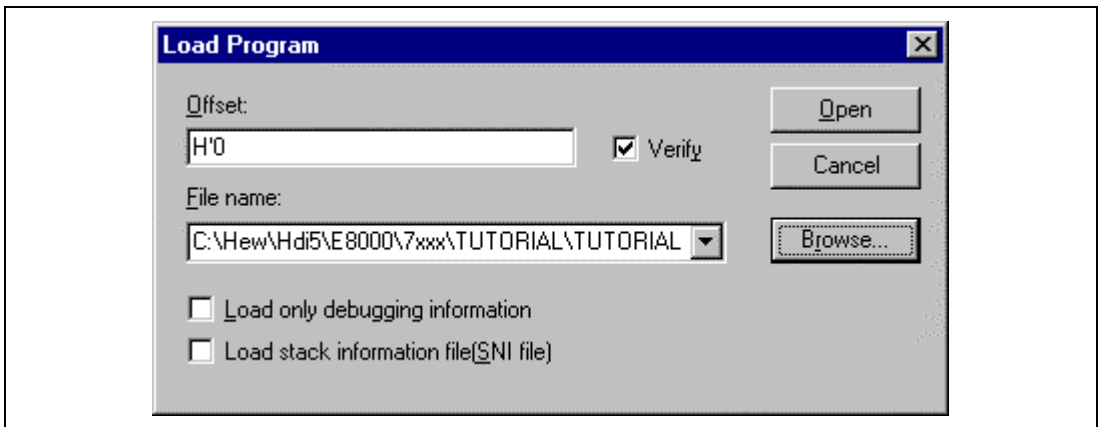 Load Program
Offset:
Open
H'0
Verify
Cancel
File name:
C:\Hew\Hdi5\E8000\7xxx\TUTORIAL\TUTORIAL
Browse...
Load only debugging information
Load stack information file(SNI file)